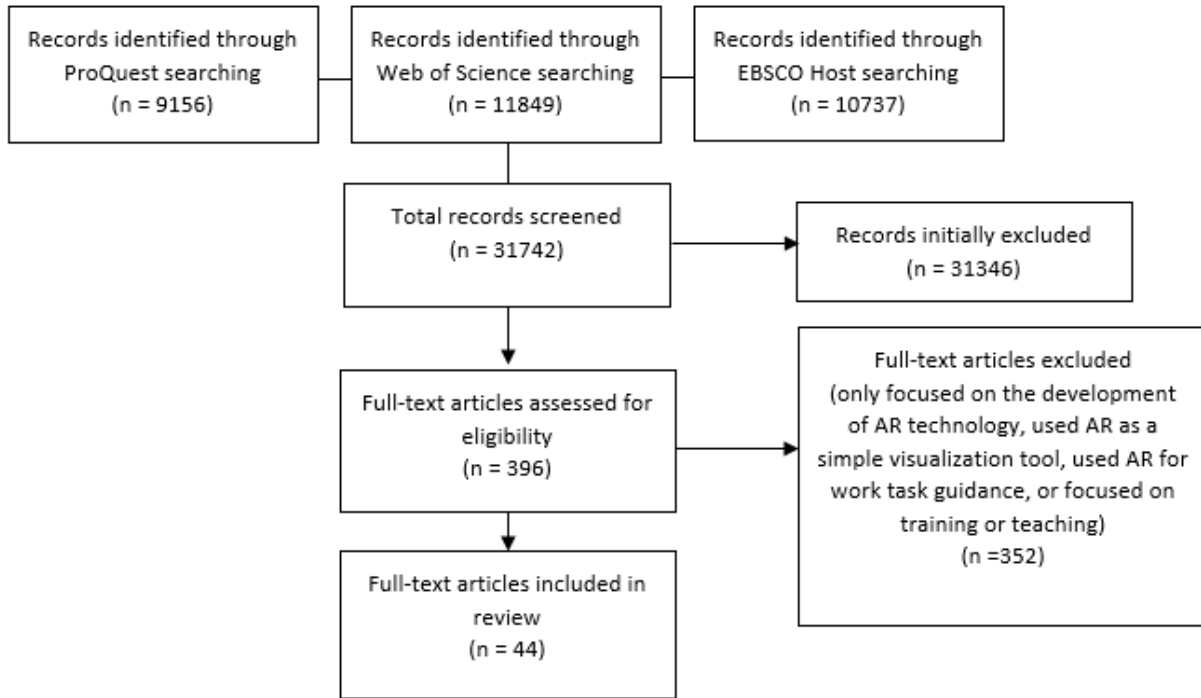 Records identified through
ProQuest searching
(n = 9156)
Records identified through
Web of Science searching
(n = 11849)
Records identified through
EBSCO Host searching
(n = 10737)
Total records screened
(n = 31742)
Records initially excluded
(n = 31346)
Full-text articles assessed for
eligibility
(n = 396)
Full-text articles excluded
(only focused on the development
of AR technology, used AR as a
simple visualization tool, used AR for
work task guidance, or focused on
training or teaching)
(n =352)
Full-text articles included in
review
(n = 44)